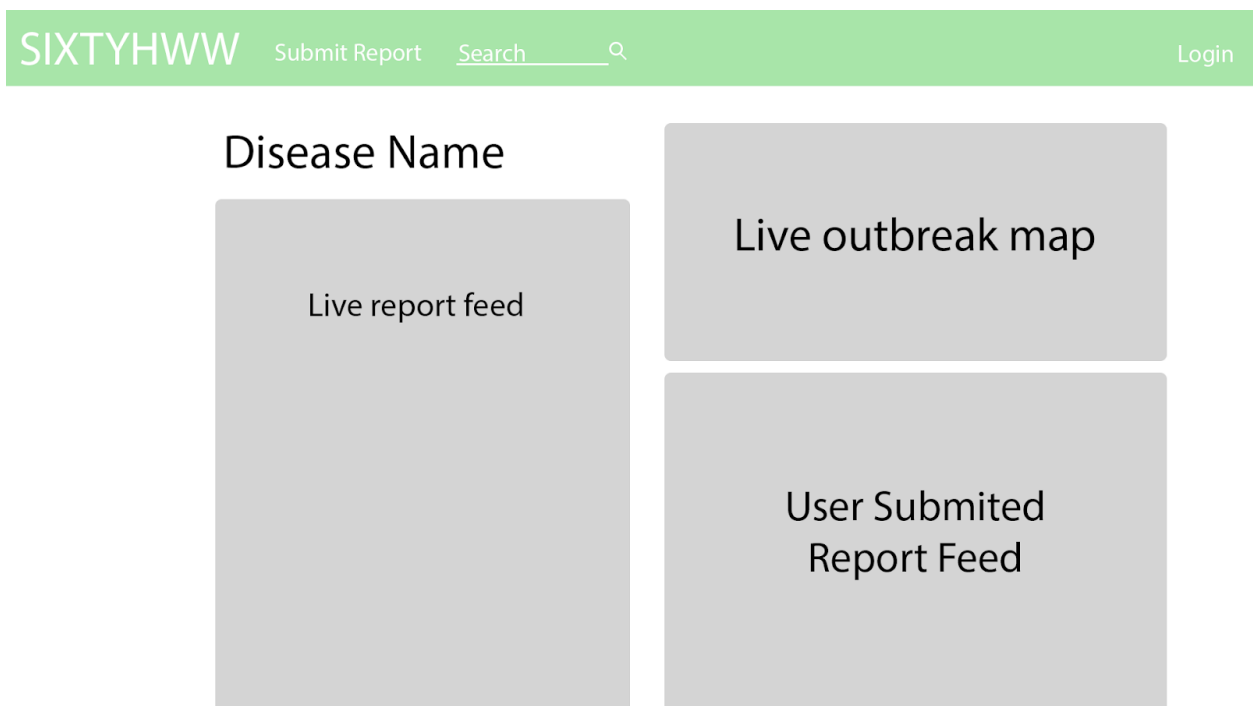 SIXTYHWW
Submit Report
Search
Login
Disease Name
Live report feed
Live outbreak map
User Submited
Report Feed